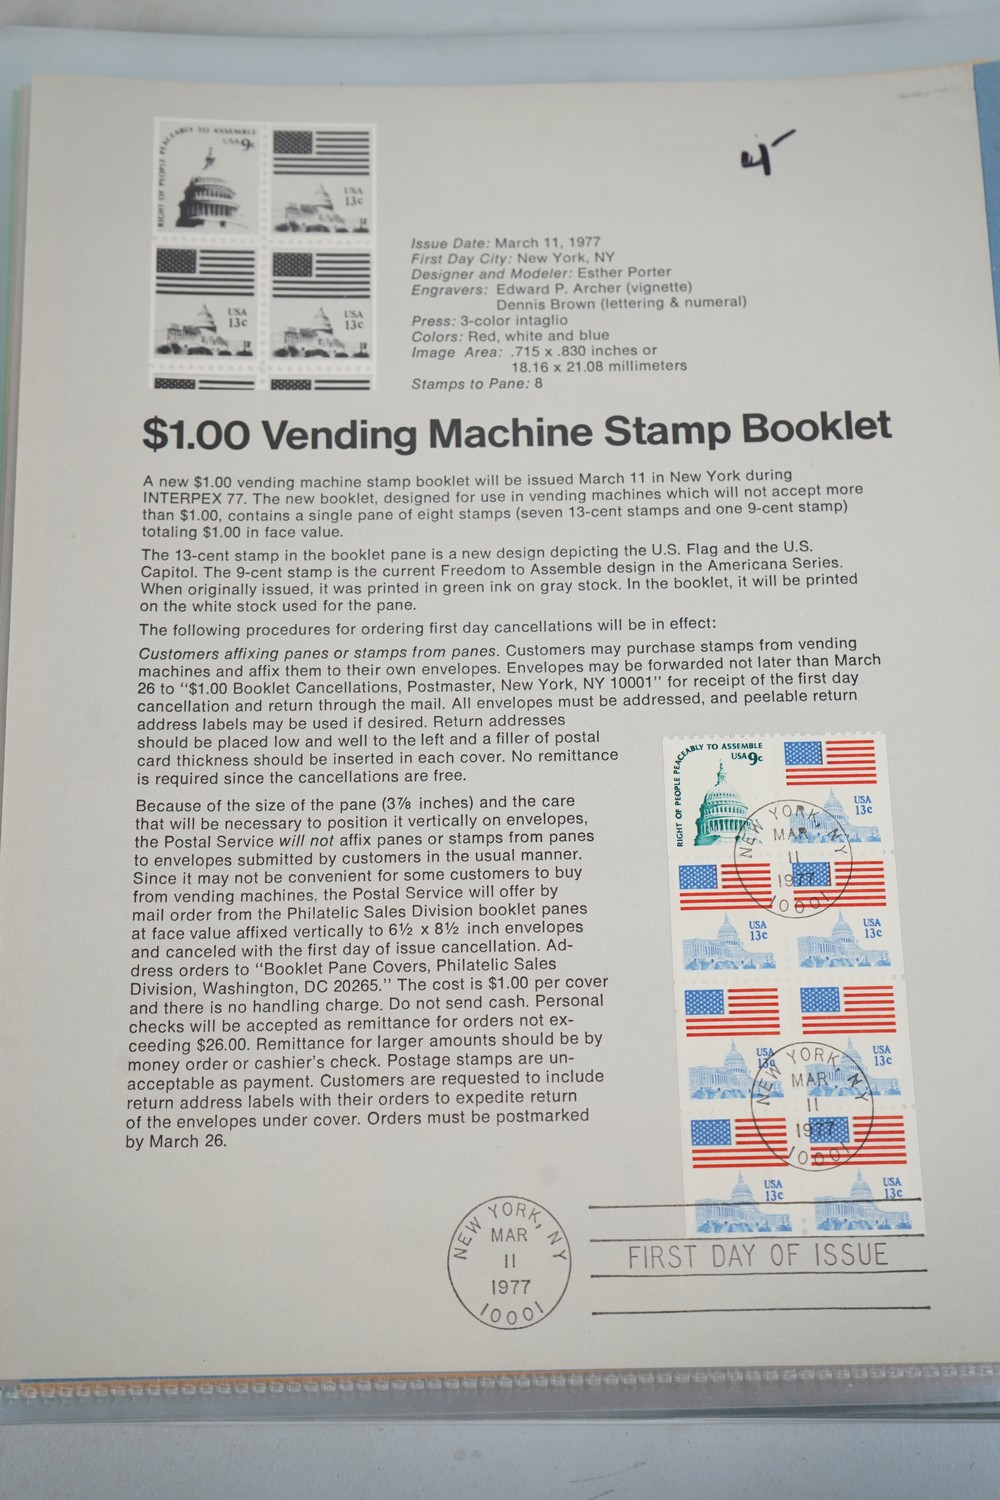 RIGHT OF PEOPLE PEACEABLY TO ASSEMBLE
USA 9c
USA
13c
USA
13c
USA
13c
Issue Date: March 11, 1977
First Day City: New York, NY
Designer and Modeler: Esther Porter
Engravers: Edward P. Archer (vignette)
Dennis Brown (lettering & numeral)
Press: 3-color intaglio
Colors: Red, white and blue
Image Area: .715 x .830 inches or
18.16 x 21.08 millimeters
Stamps to Pane: 8
$1.00 Vending Machine Stamp Booklet
A new $1.00 vending machine stamp booklet will be issued March 11 in New York during
INTERPEX 77. The new booklet, designed for use in vending machines which will not accept more
than $1.00, contains a single pane of eight stamps (seven 13-cent stamps and one 9-cent stamp)
totaling $1.00 in face value.
The 13-cent stamp in the booklet pane is a new design depicting the U.S. Flag and the U.S.
Capitol. The 9-cent stamp is the current Freedom to Assemble design in the Americana Series.
When originally issued, it was printed in green ink on gray stock. In the booklet, it will be printed
on the white stock used for the pane.
The following procedures for ordering first day cancellations will be in effect:
Customers affixing panes or stamps from panes. Customers may purchase stamps from vending
machines and affix them to their own envelopes. Envelopes may be forwarded not later than March
26 to “$1.00 Booklet Cancellations, Postmaster, New York, NY 10001” for receipt of the first day
cancellation and return through the mail. All envelopes must be addressed, and peelable return
address labels may be used if desired. Return addresses
should be placed low and well to the left and a filler of postal
card thickness should be inserted in each cover. No remittance
is required since the cancellations are free.
Because of the size of the pane (3⅞ inches) and the care
that will be necessary to position it vertically on envelopes,
the Postal Service will not affix panes or stamps from panes
to envelopes submitted by customers in the usual manner.
Since it may not be convenient for some customers to buy
from vending machines, the Postal Service will offer by
mail order from the Philatelic Sales Division booklet panes
at face value affixed vertically to 6½ x 8½ inch envelopes
and canceled with the first day of issue cancellation. Ad-
dress orders to “Booklet Pane Covers, Philatelic Sales
Division, Washington, DC 20265.” The cost is $1.00 per cover
and there is no handling charge. Do not send cash. Personal
checks will be accepted as remittance for orders not ex-
ceeding $26.00. Remittance for larger amounts should be by
money order or cashier's check. Postage stamps are un-
acceptable as payment. Customers are requested to include
return address labels with their orders to expedite return
of the envelopes under cover. Orders must be postmarked
by March 26.
RIGHT OF PEOPLE PEACEABLY TO ASSEMBLE
USA 9c
USA
13c
NEW YORK, NY
MAR
11
1977
10001
USA
13c
USA
13c
USA
13c
USA
13c
NEW YORK, NY
MAR
11
1977
10001
USA
13c
USA
13c
NEW YORK, NY
MAR
11
1977
10001
FIRST DAY OF ISSUE